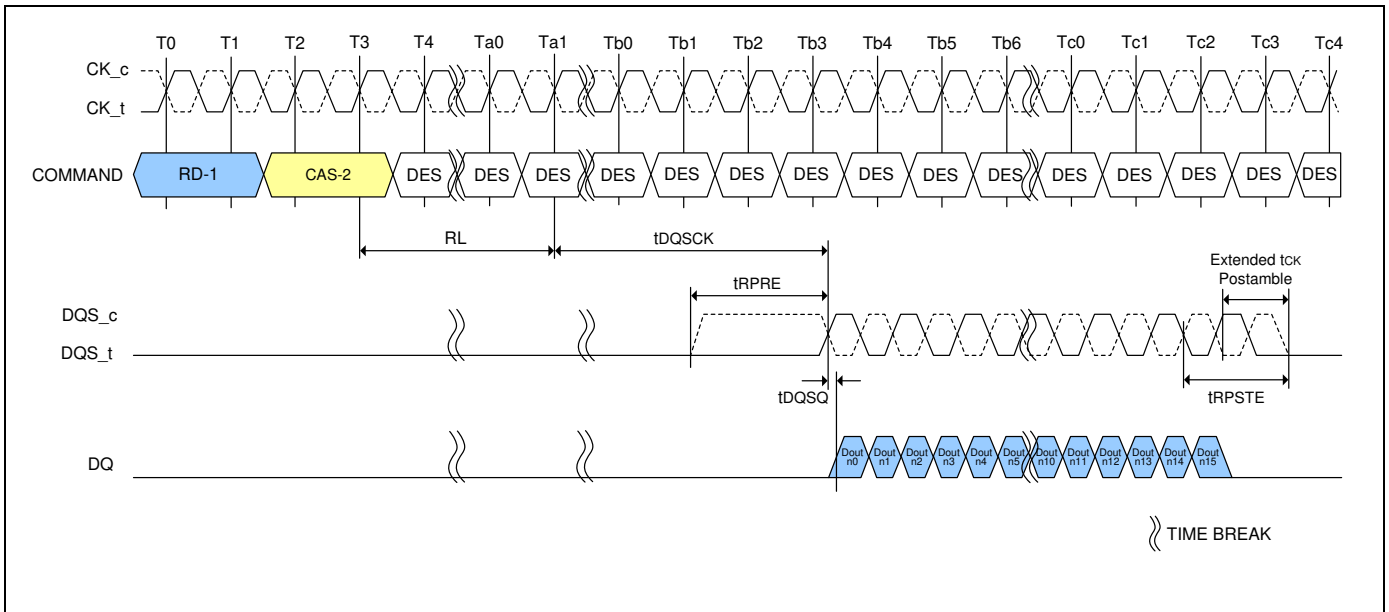 T0 T1 T2 T3 T4 Ta0 Ta1 Tb0 Tb1 Tb2 Tb3 Tb4 Tb5 Tb6 Tc0 Tc1 Tc2 Tc3 Tc4
CK_c
CK_t
COMMAND RD-1 CAS-2 DES DES DES DES DES DES DES DES DES DES DES DES DES DES DES
RL tDQSCK
Extended tCK
Postamble
tRPRE
DQS_c
DQS_t
tDQSQ tRPSTE
DQ
Dout n0 Dout n1 Dout n2 Dout n3 Dout n4 Dout n5 Dout n10 Dout n11 Dout n12 Dout n13 Dout n14 Dout n15
TIME BREAK